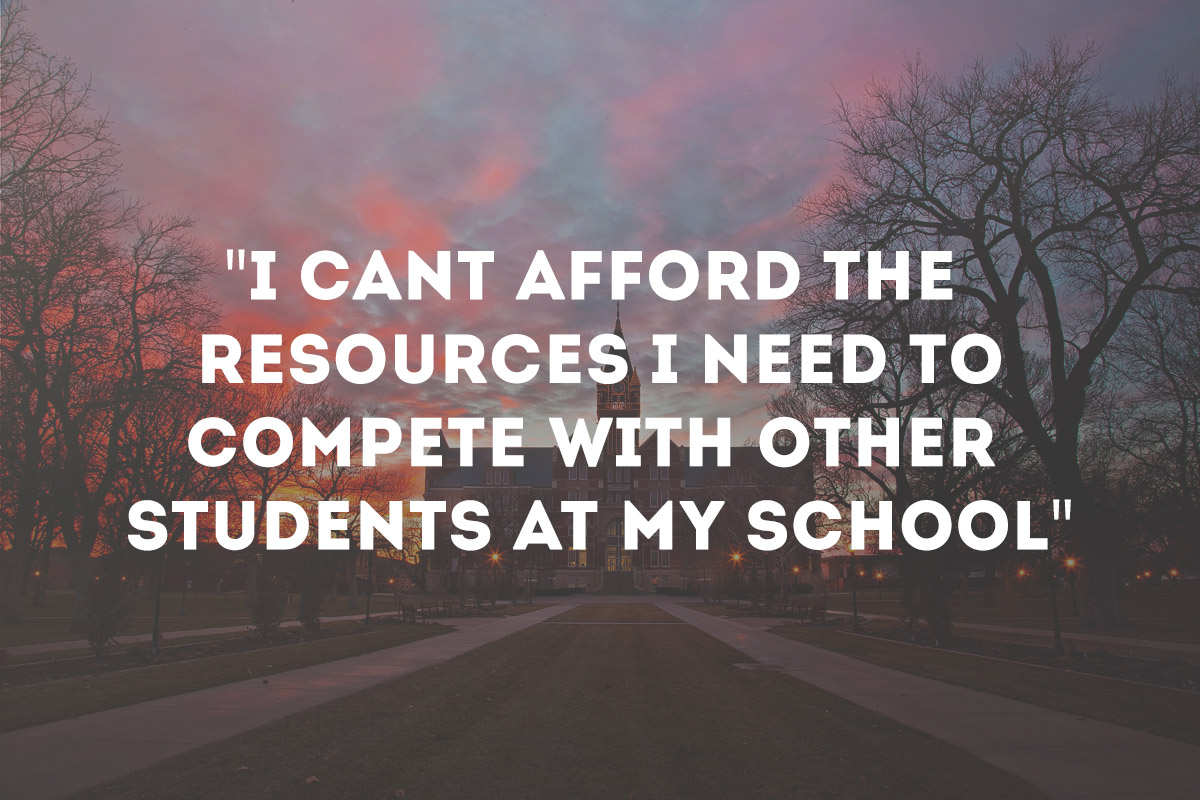 "I CANT AFFORD THE
RESOURCES I NEED TO
COMPETE WITH OTHER
STUDENTS AT MY SCHOOL"